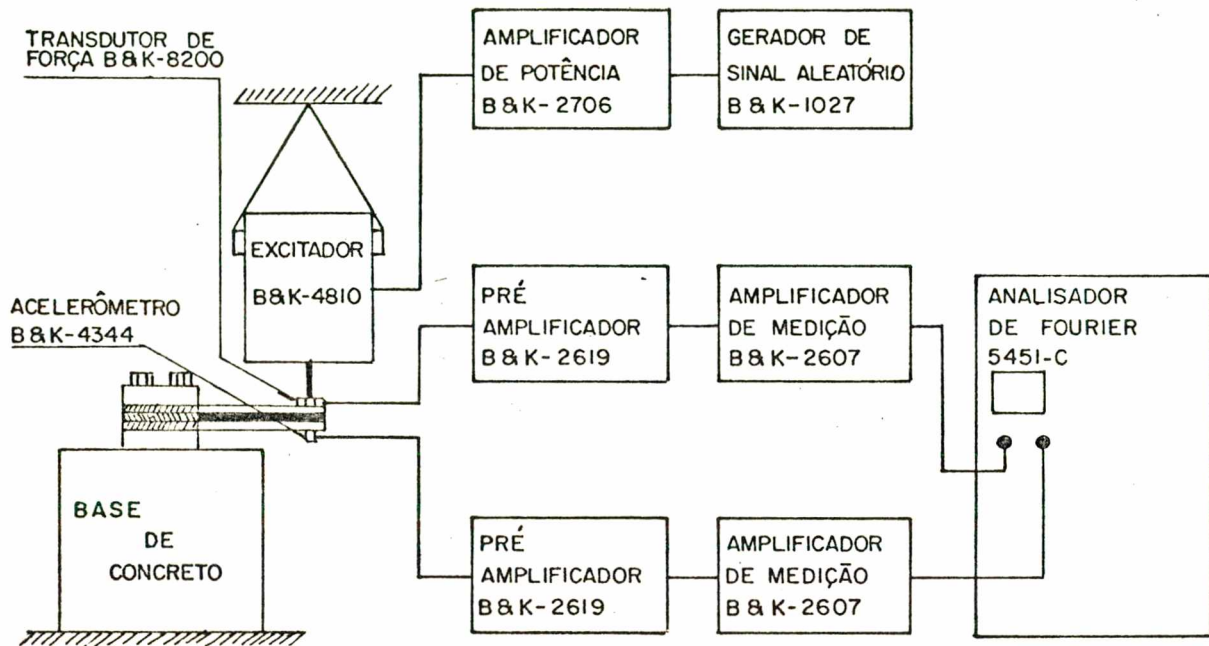 TRANSDUTOR DE
FORÇA B&K-8200
AMPLIFICADOR
DE POTÊNCIA
B&K-2706
GERADOR DE
SINAL ALEATÓRIO
B&K-1027
EXCITADOR
B&K-4810
ACELERÔMETRO
B&K-4344
PRÉ
AMPLIFICADOR
B&K-2619
AMPLIFICADOR
DE MEDIÇÃO
B&K-2607
ANALISADOR
DE FOURIER
5451-C
BASE
DE
CONCRETO
PRÉ
AMPLIFICADOR
B&K-2619
AMPLIFICADOR
DE MEDIÇÃO
B&K-2607